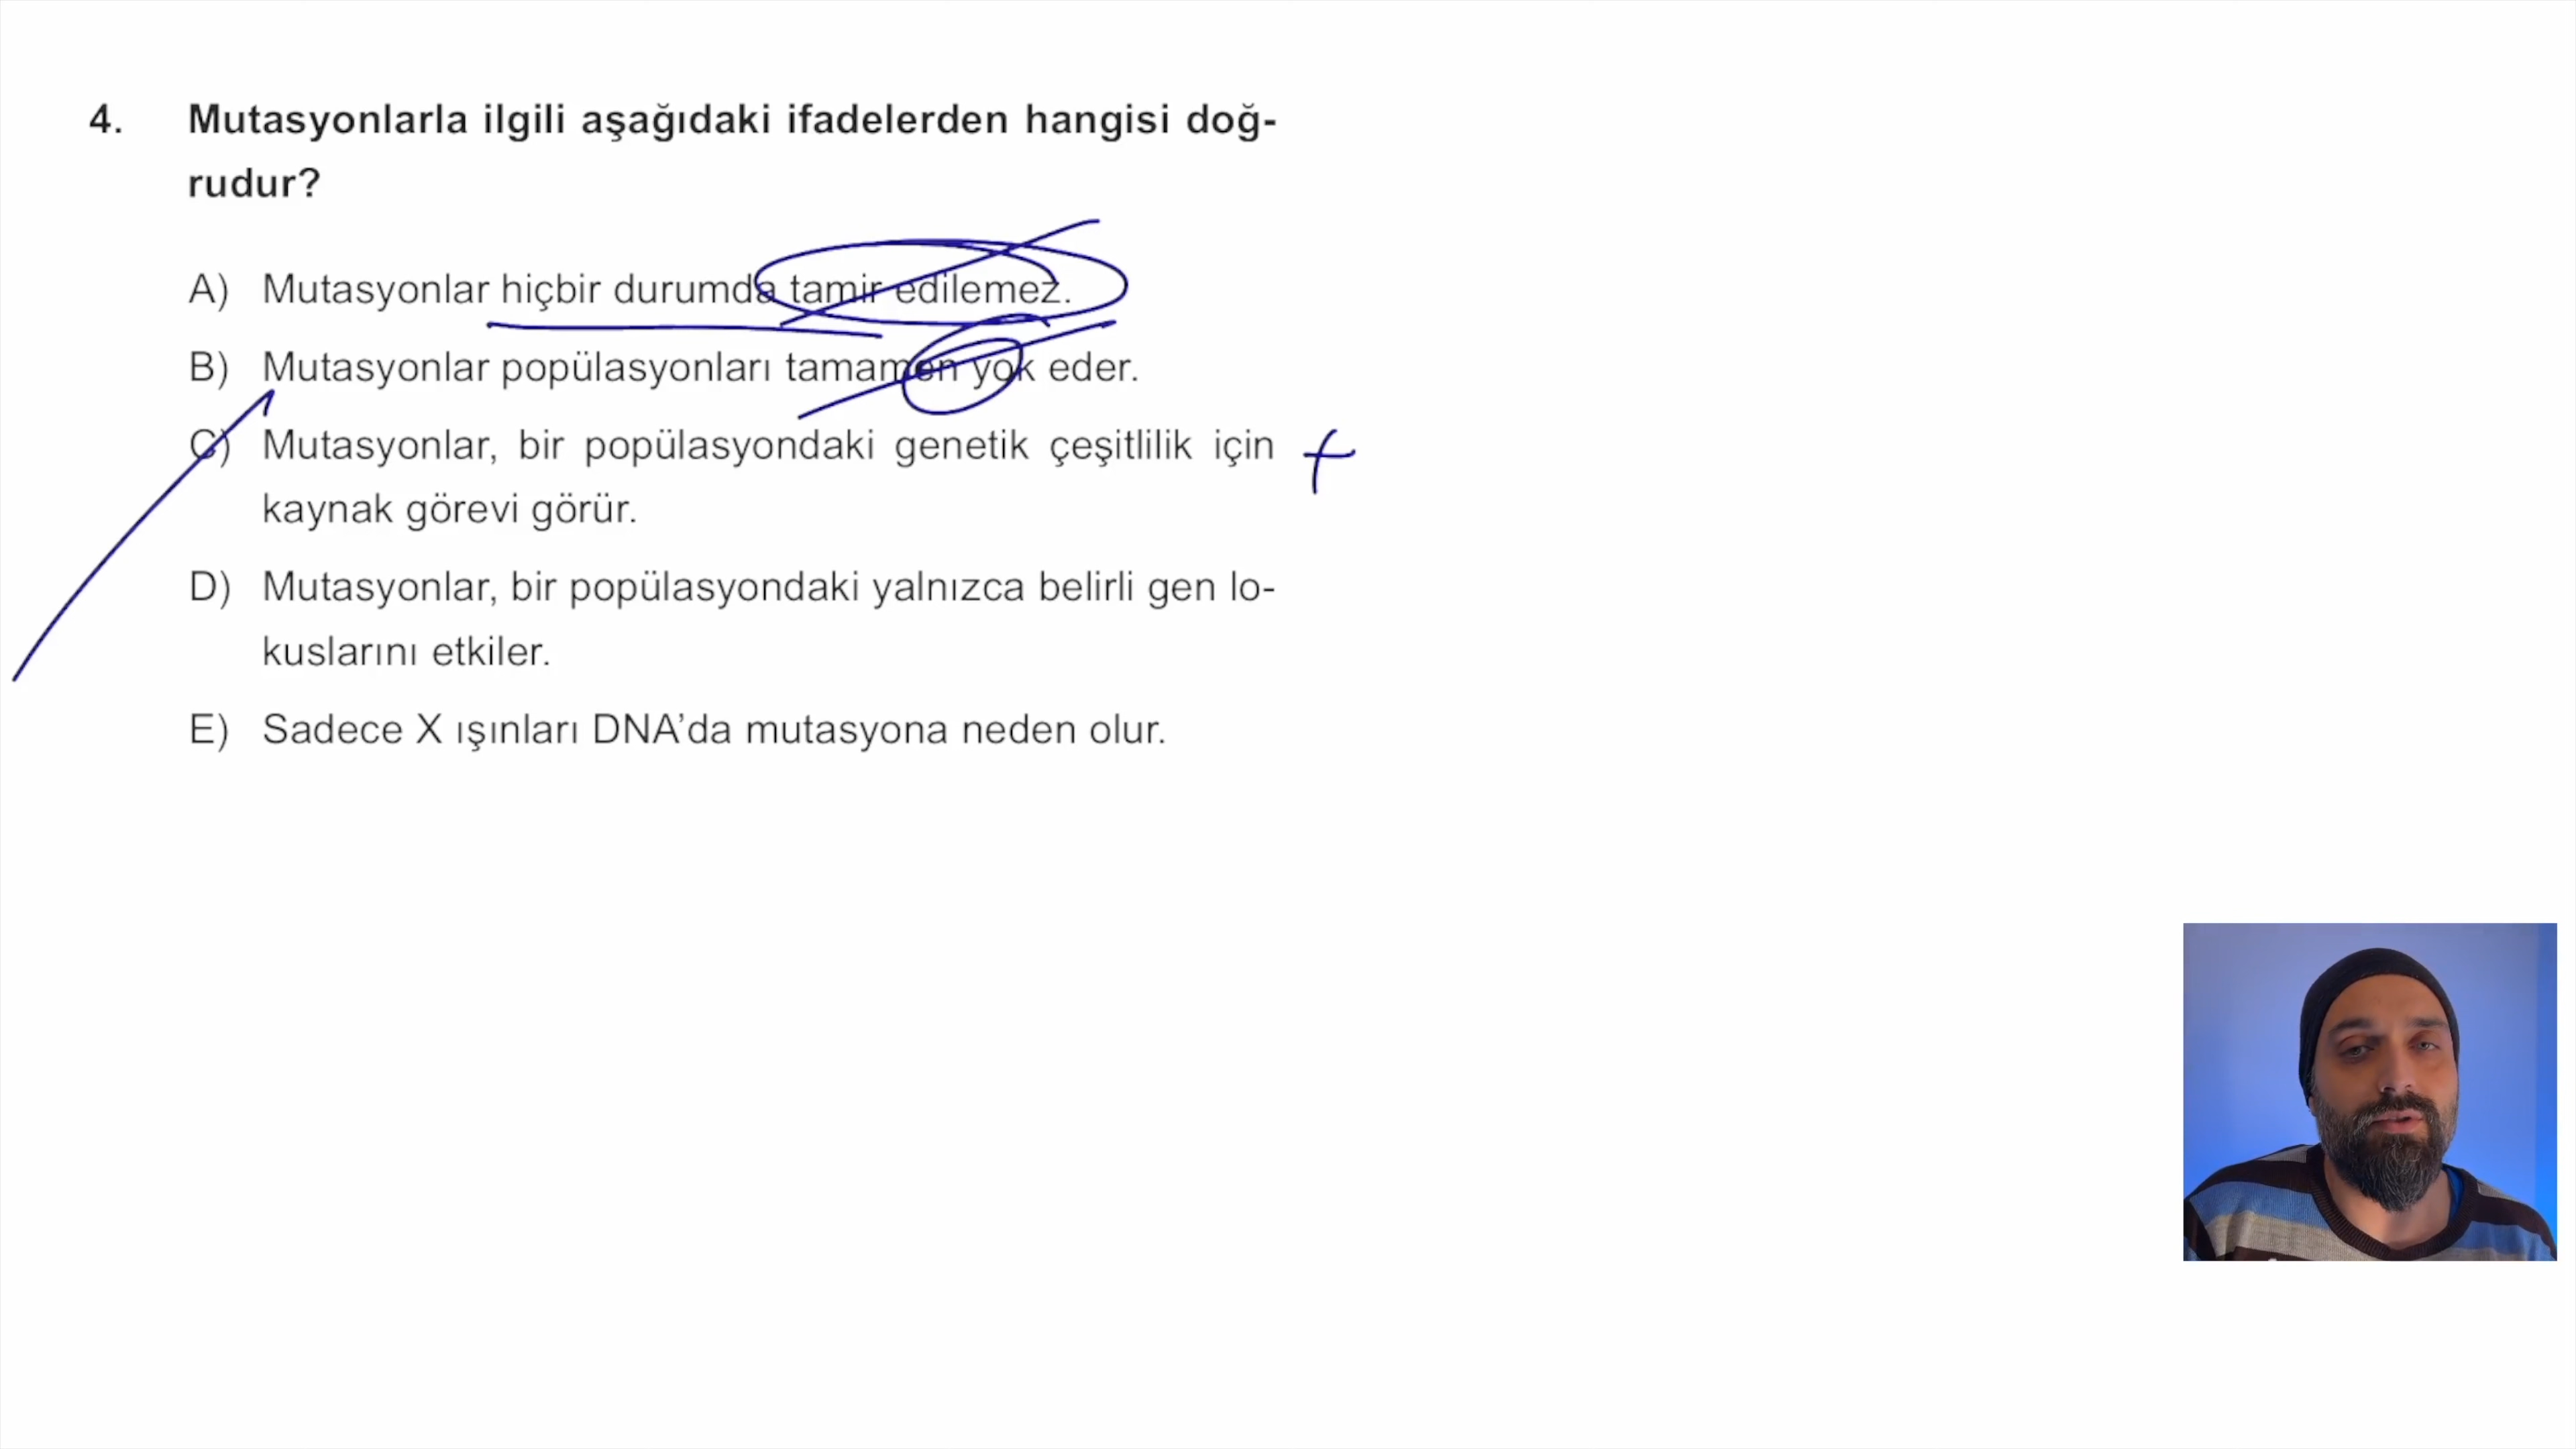 4. Mutasyonlarla ilgili aşağıdaki ifadelerden hangisi doğ-
rudur?
A) Mutasyonlar hiçbir durumda tamir edilemez.
B) Mutasyonlar popülasyonları tamamen yok eder.
C) Mutasyonlar, bir popülasyondaki genetik çeşitlilik için
kaynak görevi görür.
D) Mutasyonlar, bir popülasyondaki yalnızca belirli gen lo-
kuslarını etkiler.
E) Sadece X ışınları DNA’da mutasyona neden olur.